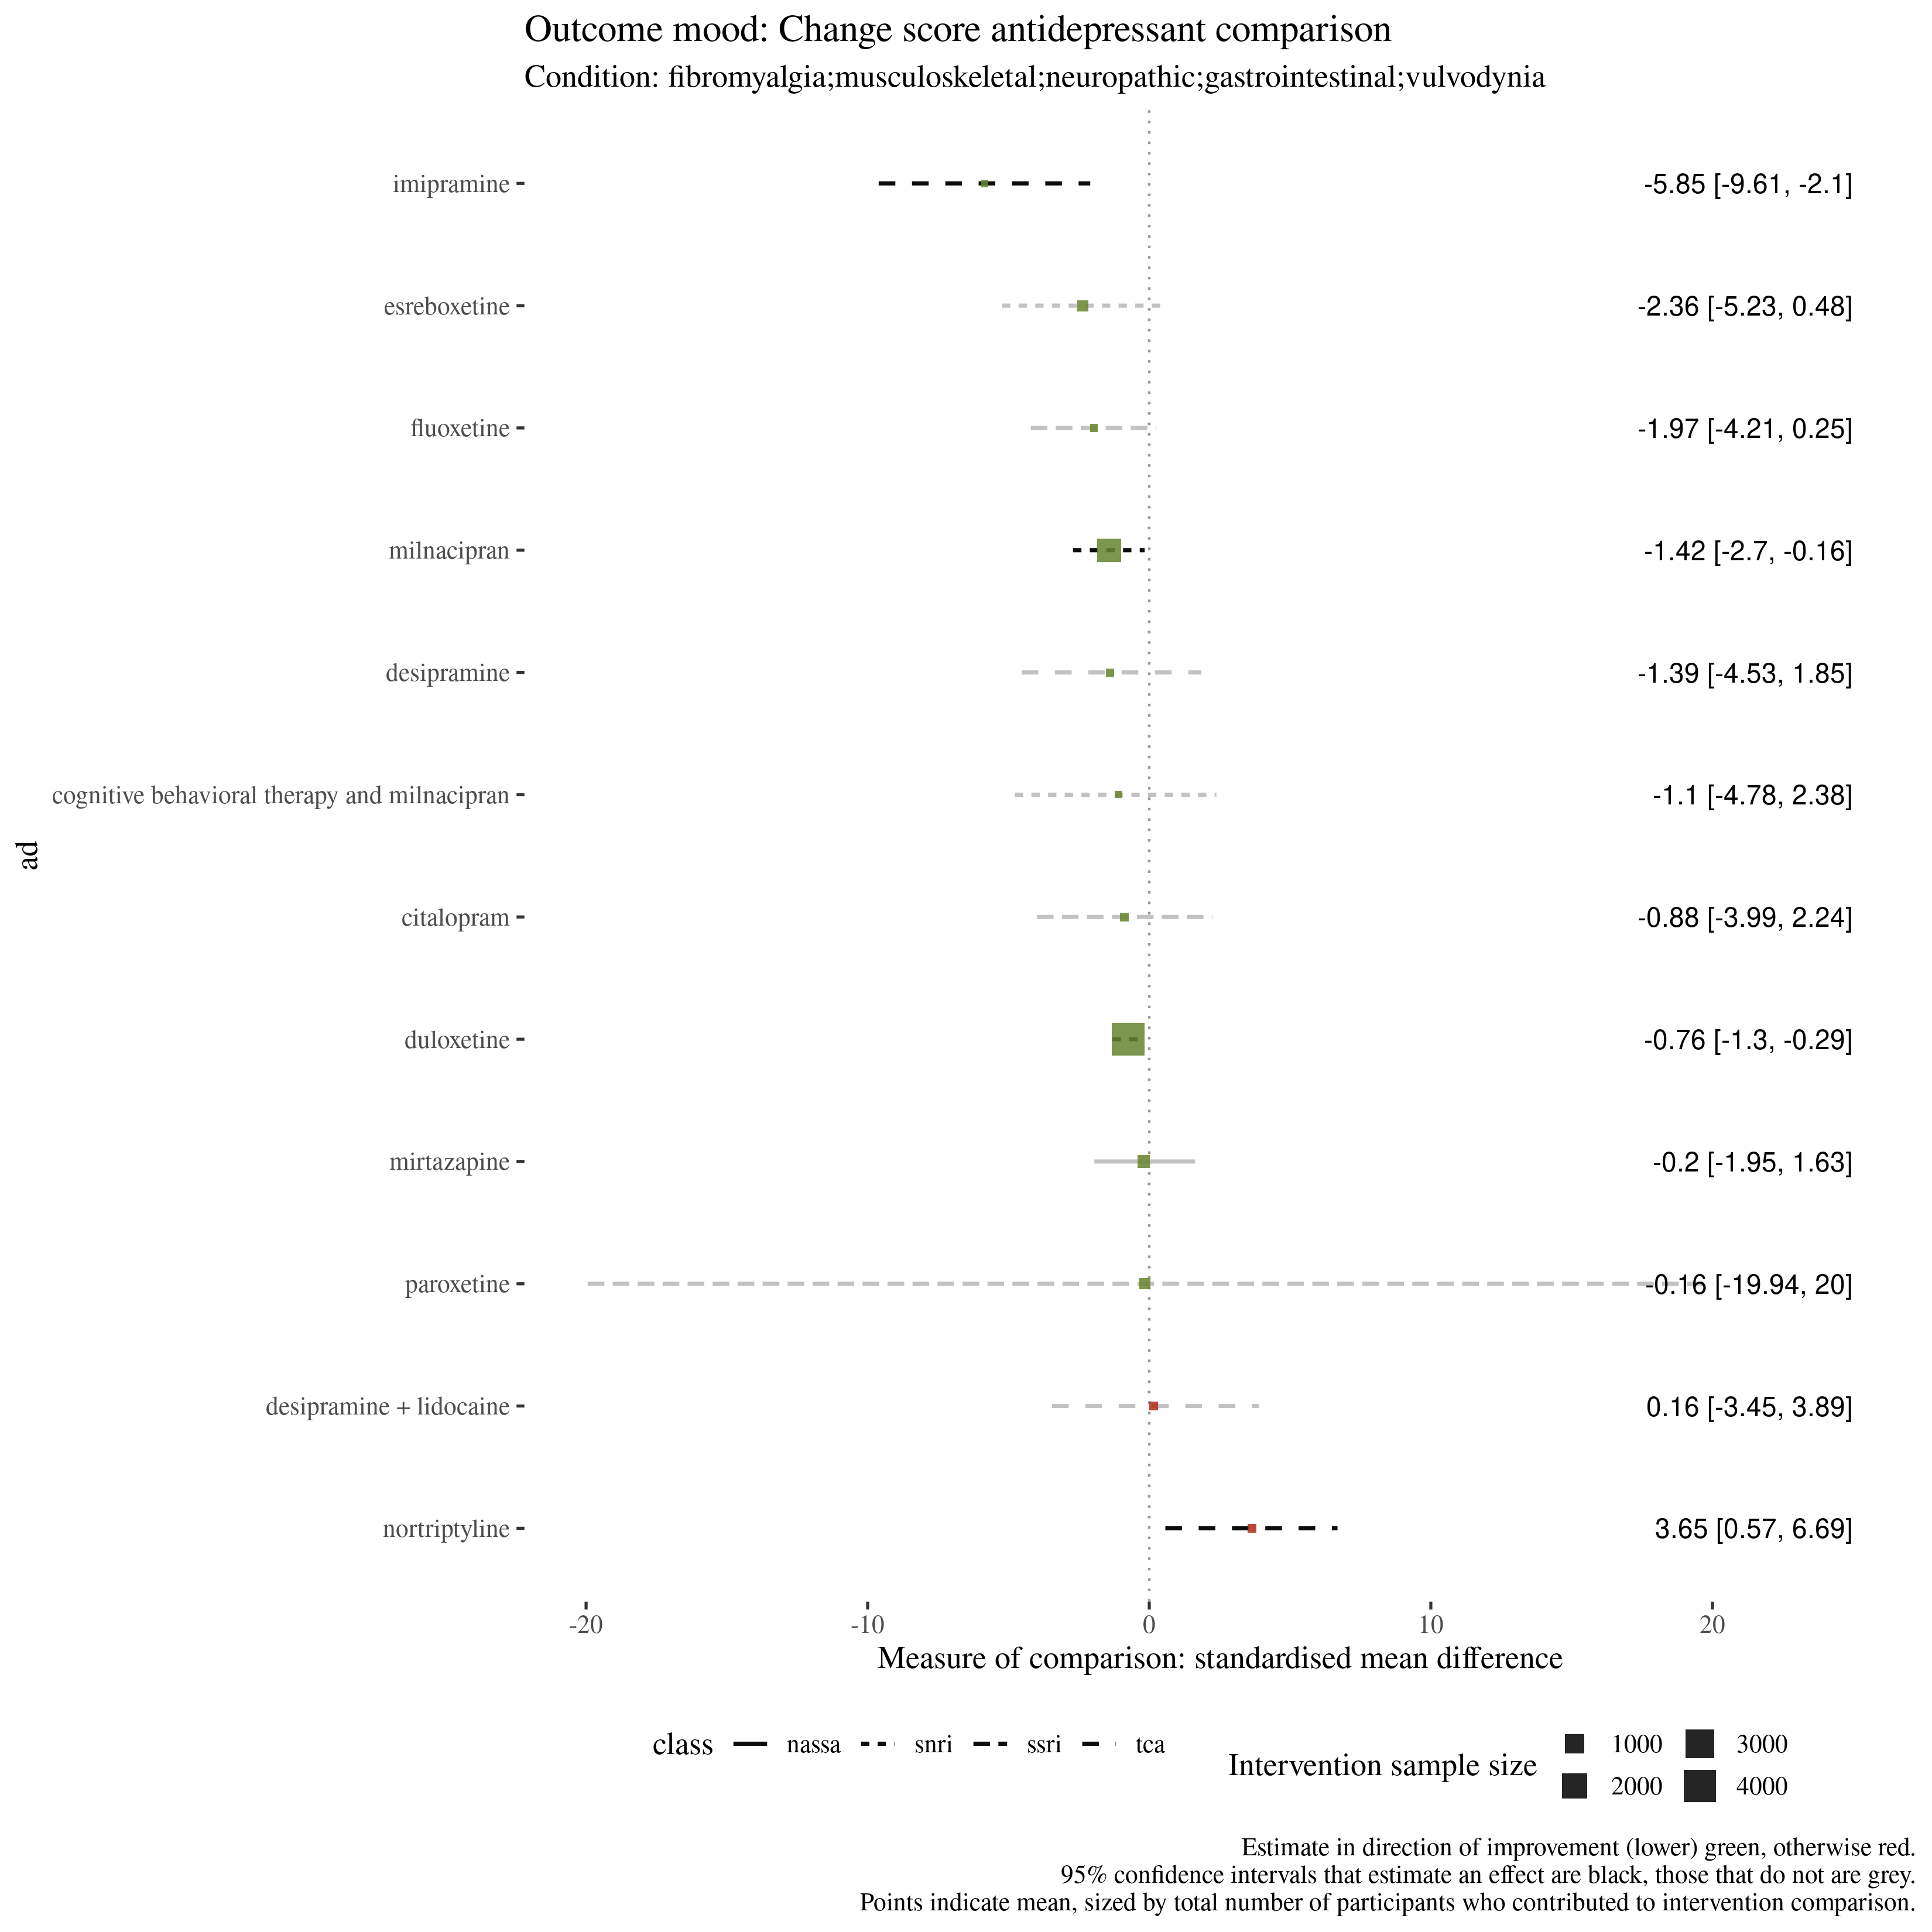 Outcome mood: Change score antidepressant comparison
Condition: fibromyalgia;musculoskeletal;neuropathic;gastrointestinal;vulvodynia
imipramine -5.85 [-9.61, -2.1]
esreboxetine -2.36 [-5.23, 0.48]
fluoxetine -1.97 [-4.21, 0.25]
milnacipran -1.42 [-2.7, -0.16]
desipramine -1.39 [-4.53, 1.85]
cognitive behavioral therapy and milnacipran -1.1 [-4.78, 2.38]
ad
citalopram -0.88 [-3.99, 2.24]
duloxetine -0.76 [-1.3, -0.29]
mirtazapine -0.2 [-1.95, 1.63]
paroxetine -0.16 [-19.94, 20]
desipramine + lidocaine 0.16 [-3.45, 3.89]
nortriptyline 3.65 [0.57, 6.69]
-20 -10 0 10 20
Measure of comparison: standardised mean difference
class nassa snri ssri tca
Intervention sample size 1000 3000
2000 4000
Estimate in direction of improvement (lower) green, otherwise red.
95% confidence intervals that estimate an effect are black, those that do not are grey.
Points indicate mean, sized by total number of participants who contributed to intervention comparison.